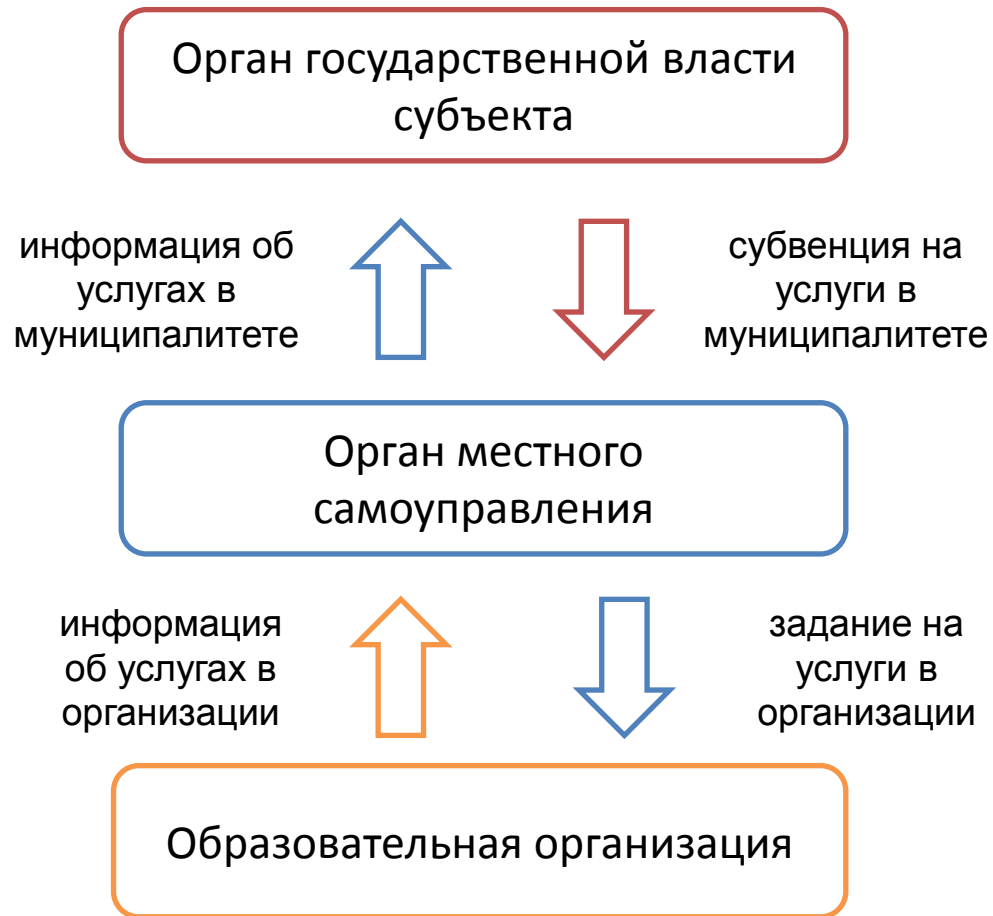 Орган государственной власти
субъекта
информация об
услугах в
муниципалитете
субвенция на
услуги в
муниципалитете
Орган местного
самоуправления
информация
об услугах в
организации
задание на
услуги в
организации
Образовательная организация